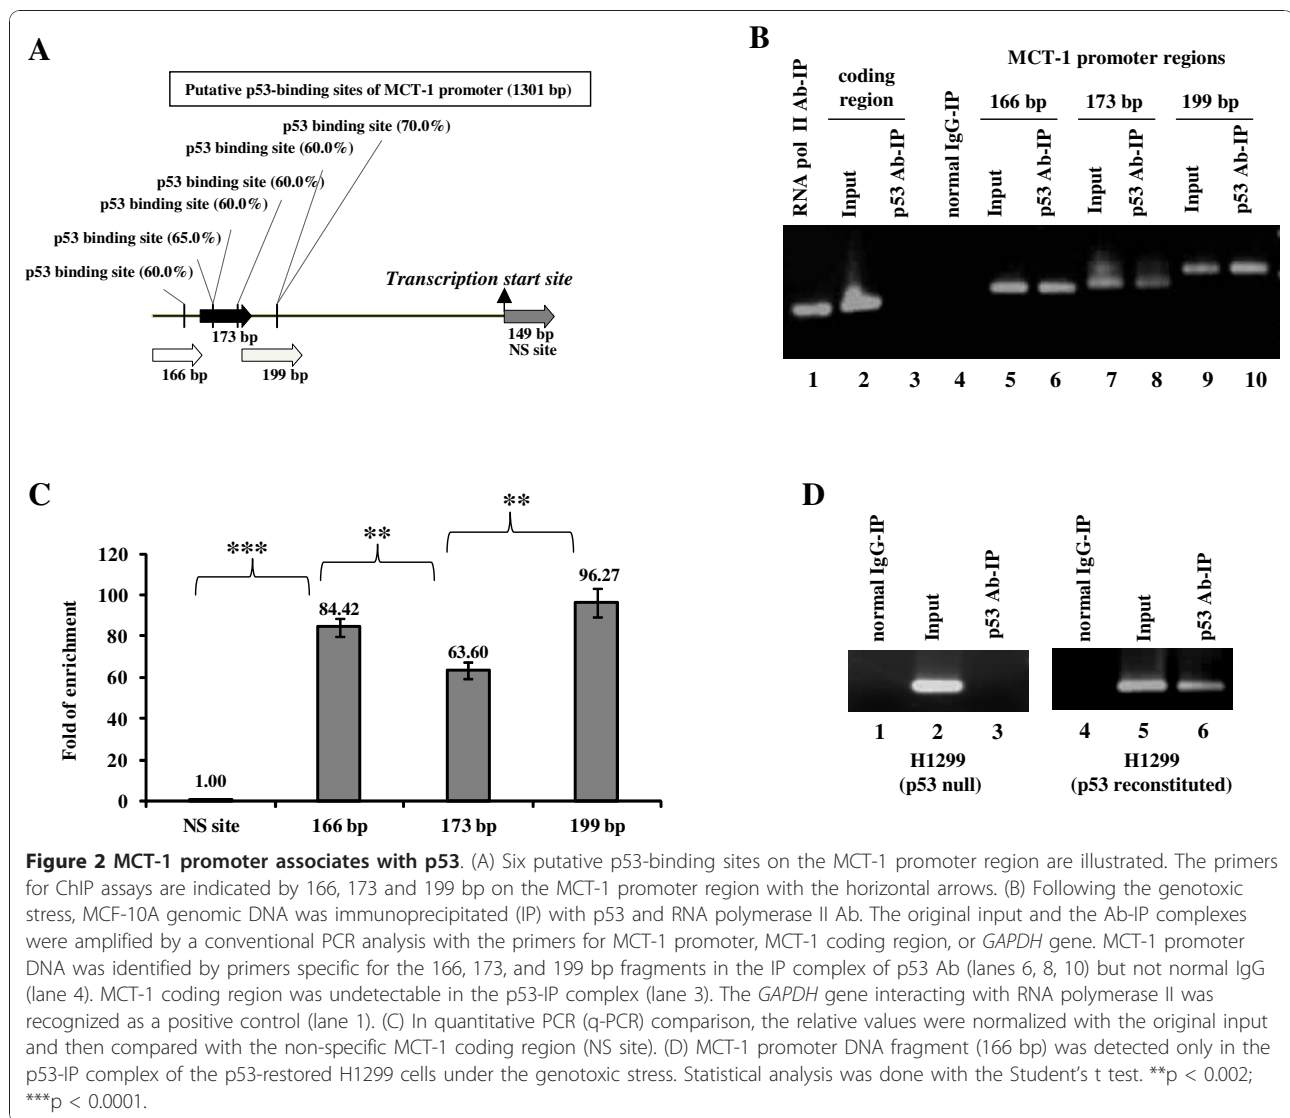 A
Putative p53-binding sites of MCT-1 promoter (1301 bp)
p53 binding site (70.0%)
p53 binding site (60.0%)
p53 binding site (60.0%)
p53 binding site (60.0%)
p53 binding site (65.0%)
p53 binding site (60.0%)
Transcription start site
173 bp
149 bp
NS site
166 bp
199 bp
B
MCT-1 promoter regions
coding
region
166 bp
173 bp
199 bp
RNA pol II Ab-IP
Input
p53 Ab-IP
normal IgG-IP
Input
p53 Ab-IP
Input
p53 Ab-IP
Input
p53 Ab-IP
1 2 3 4 5 6 7 8 9 10
C
Fold of enrichment
120
100
80
60
40
20
0
***
**
**
1.00
84.42
63.60
96.27
NS site 166 bp 173 bp 199 bp
D
normal IgG-IP
Input
p53 Ab-IP
normal IgG-IP
Input
p53 Ab-IP
1 2 3 4 5 6
H1299
(p53 null)
H1299
(p53 reconstituted)
Figure 2 MCT-1 promoter associates with p53. (A) Six putative p53-binding sites on the MCT-1 promoter region are illustrated. The primers
for ChIP assays are indicated by 166, 173 and 199 bp on the MCT-1 promoter region with the horizontal arrows. (B) Following the genotoxic
stress, MCF-10A genomic DNA was immunoprecipitated (IP) with p53 and RNA polymerase II Ab. The original input and the Ab-IP complexes
were amplified by a conventional PCR analysis with the primers for MCT-1 promoter, MCT-1 coding region, or GAPDH gene. MCT-1 promoter
DNA was identified by primers specific for the 166, 173, and 199 bp fragments in the IP complex of p53 Ab (lanes 6, 8, 10) but not normal IgG
(lane 4). MCT-1 coding region was undetectable in the p53-IP complex (lane 3). The GAPDH gene interacting with RNA polymerase II was
recognized as a positive control (lane 1). (C) In quantitative PCR (q-PCR) comparison, the relative values were normalized with the original input
and then compared with the non-specific MCT-1 coding region (NS site). (D) MCT-1 promoter DNA fragment (166 bp) was detected only in the
p53-IP complex of the p53-restored H1299 cells under the genotoxic stress. Statistical analysis was done with the Student's t test. **p < 0.002;
***p < 0.0001.